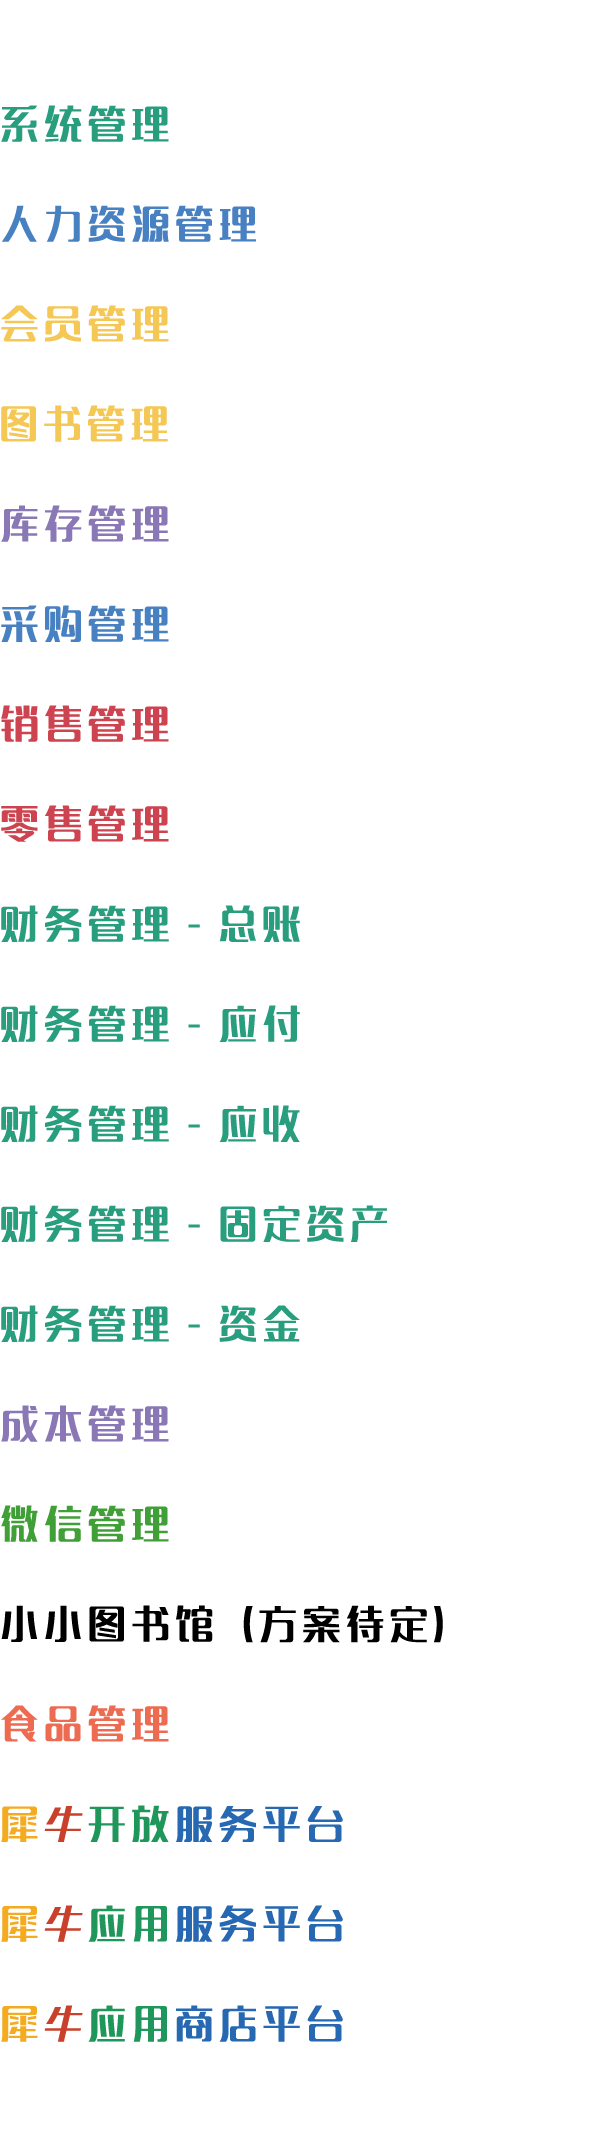 系统管理
人力资源管理
会员管理
图书管理
库存管理
采购管理
销售管理
零售管理
财务管理 - 总账
财务管理 - 应付
财务管理 - 应收
财务管理 - 固定资产
财务管理 - 资金
成本管理
微信管理
小小图书馆（方案待定）
食品管理
犀牛开放服务平台
犀牛应用服务平台
犀牛应用商店平台